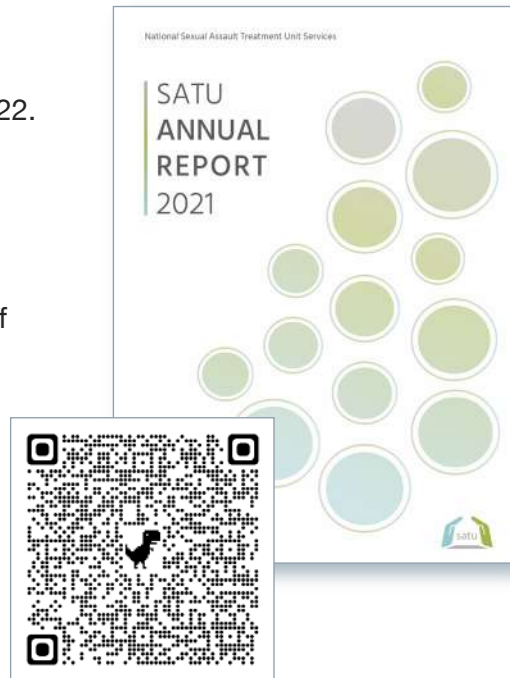 22.
f
National Sexual Assault Treatment Unit Services
SATU
ANNUAL
REPORT
2021
satu